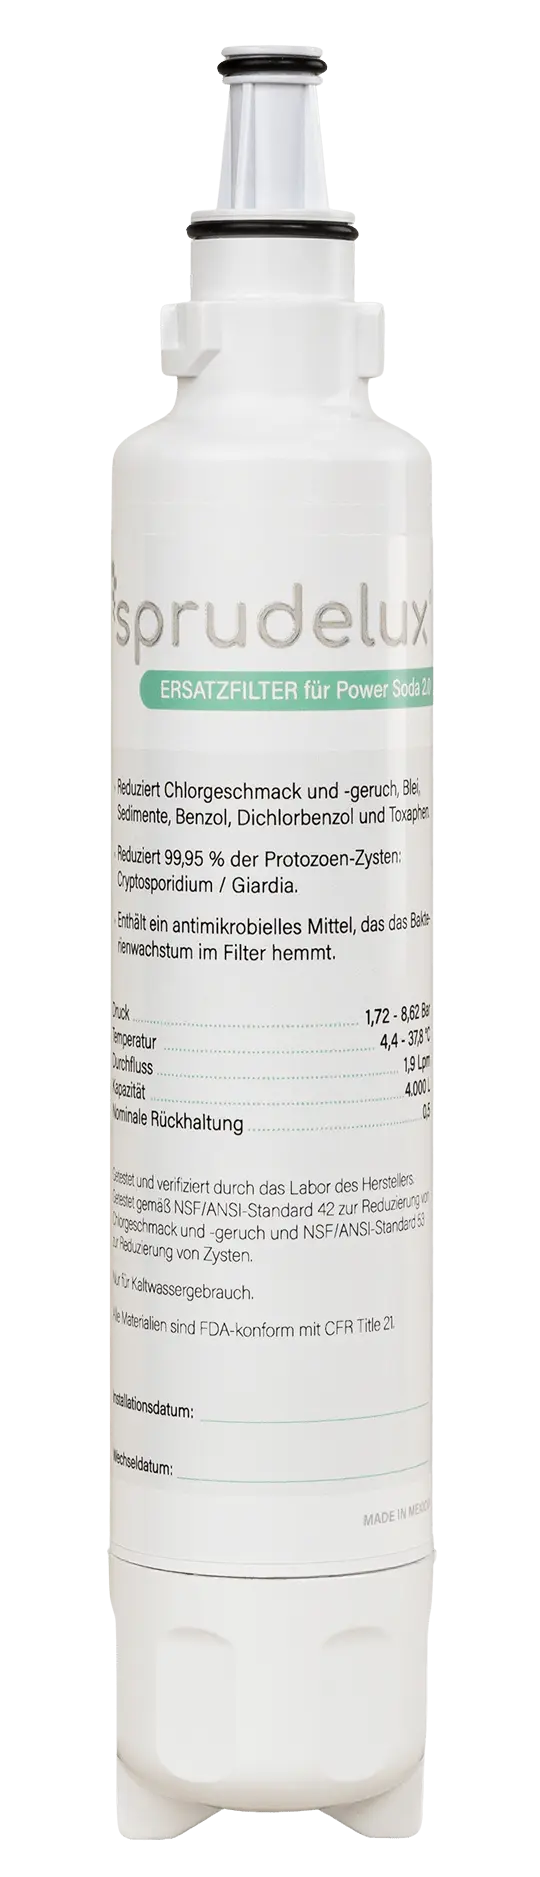 sprudelux
ERSATZFILTER für Power Soda 2.0
· Reduziert Chlorgeschmack und -geruch, Blei,
Sedimente, Benzol, Dichlorbenzol und Toxaphen.
· Reduziert 99,95 % der Protozoen-Zysten:
Cryptosporidium / Giardia.
· Enthält ein antimikrobielles Mittel, das das Bakte-
rienwachstum im Filter hemmt.
Druck 1,72 - 8,62 Bar
Temperatur 4,4 - 37,8 °C
Durchfluss 1,9 Lpm
Kapazität 4.000 L
Nominale Rückhaltung 0,5
Getestet und verifiziert durch das Labor des Herstellers.
Getestet gemäß NSF/ANSI-Standard 42 zur Reduzierung von
Chlorgeschmack und -geruch und NSF/ANSI-Standard 53
zur Reduzierung von Zysten.
Nur für Kaltwassergebrauch.
Alle Materialien sind FDA-konform mit CFR Title 21.
Installationsdatum:
Wechseldatum:
MADE IN MEXICO